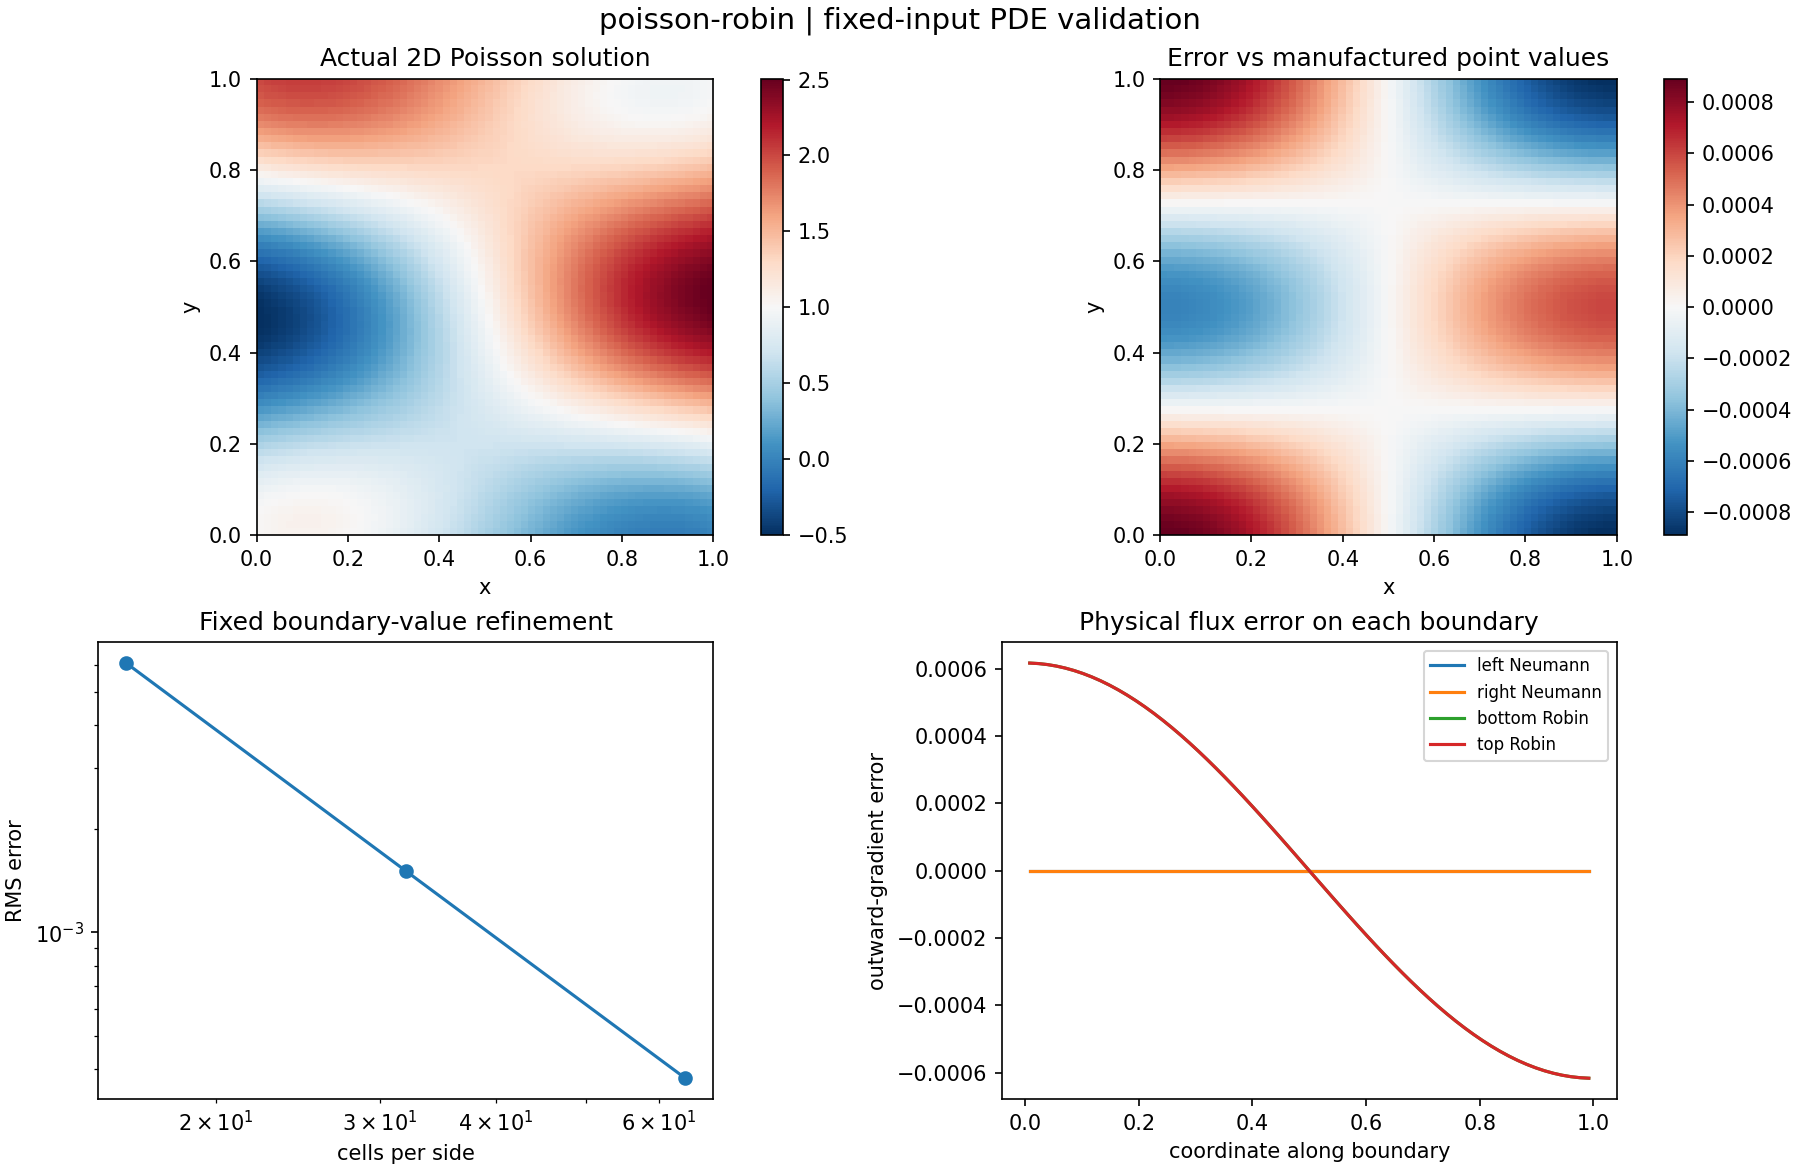 poisson-robin | fixed-input PDE validation
Actual 2D Poisson solution
1.0
0.8
0.6
0.4
0.2
0.0
y
0.0 0.2 0.4 0.6 0.8 1.0
x
2.5
2.0
1.5
1.0
0.5
0.0
−0.5
Error vs manufactured point values
1.0
0.8
0.6
0.4
0.2
0.0
y
0.0 0.2 0.4 0.6 0.8 1.0
x
0.0008
0.0006
0.0004
0.0002
0.0000
−0.0002
−0.0004
−0.0006
−0.0008
Fixed boundary-value refinement
RMS error
10⁻³
2 × 10¹ 3 × 10¹ 4 × 10¹ 6 × 10¹
cells per side
Physical flux error on each boundary
outward-gradient error
0.0006
0.0004
0.0002
0.0000
−0.0002
−0.0004
−0.0006
left Neumann
right Neumann
bottom Robin
top Robin
0.0 0.2 0.4 0.6 0.8 1.0
coordinate along boundary